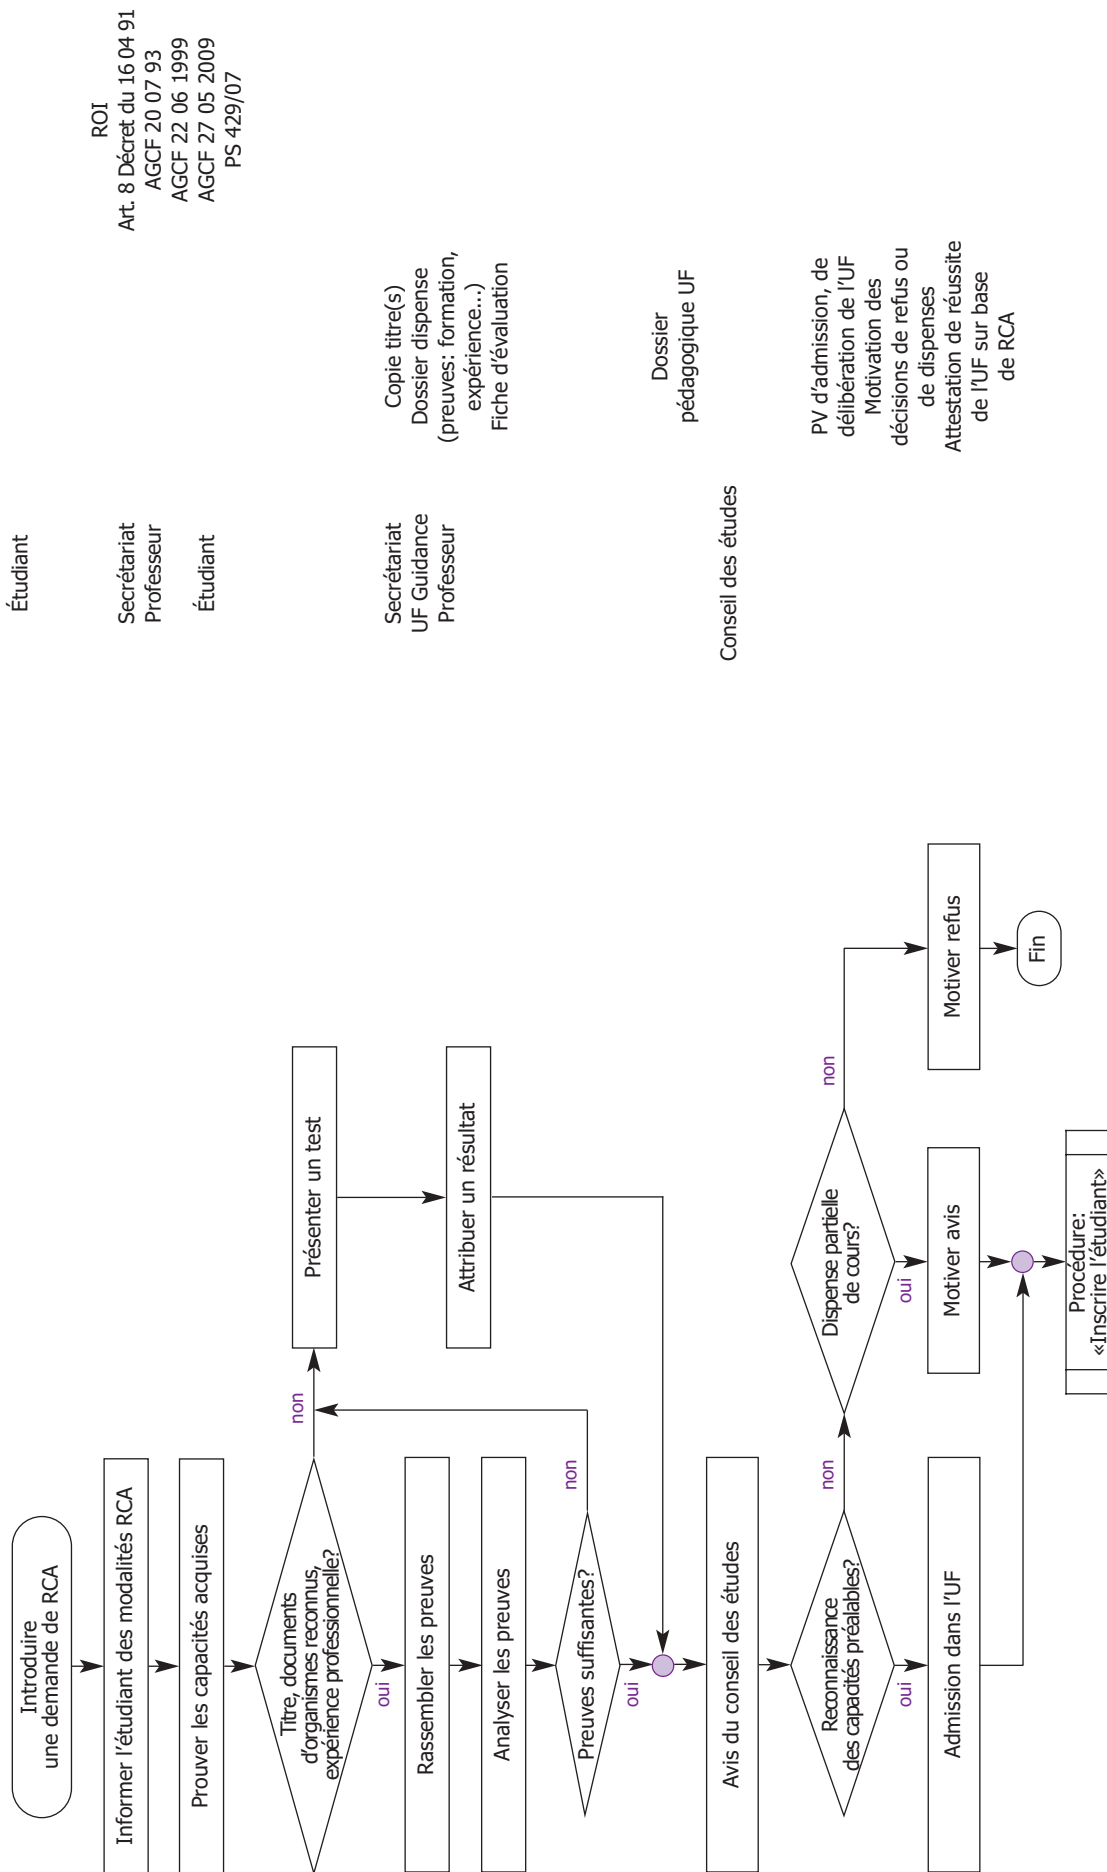 Introduire
une demande de RCA
Étudiant
Informer l'étudiant des modalités RCA
Secrétariat
Professeur
ROI
Art. 8 Décret du 16 04 91
AGCF 20 07 93
AGCF 22 06 1999
AGCF 27 05 2009
PS 429/07
Prouver les capacités acquises
Étudiant
Titre, documents
d'organismes reconnus,
expérience professionnelle?
non
Présenter un test
oui
Rassembler les preuves
Secrétariat
UF Guidance
Professeur
Copie titre(s)
Dossier dispense
(preuves: formation,
expérience...)
Fiche d'évaluation
Attribuer un résultat
Analyser les preuves
Preuves suffisantes?
non
oui
Dossier
pédagogique UF
Avis du conseil des études
Conseil des études
Reconnaissance
des capacités préalables?
non
Dispense partielle
de cours?
non
PV d'admission, de
délibération de l'UF
Motivation des
décisions de refus ou
de dispenses
Attestation de réussite
de l'UF sur base
de RCA
oui
oui
Admission dans l'UF
Motiver avis
Motiver refus
Fin
Procédure:
«Inscrire l'étudiant»